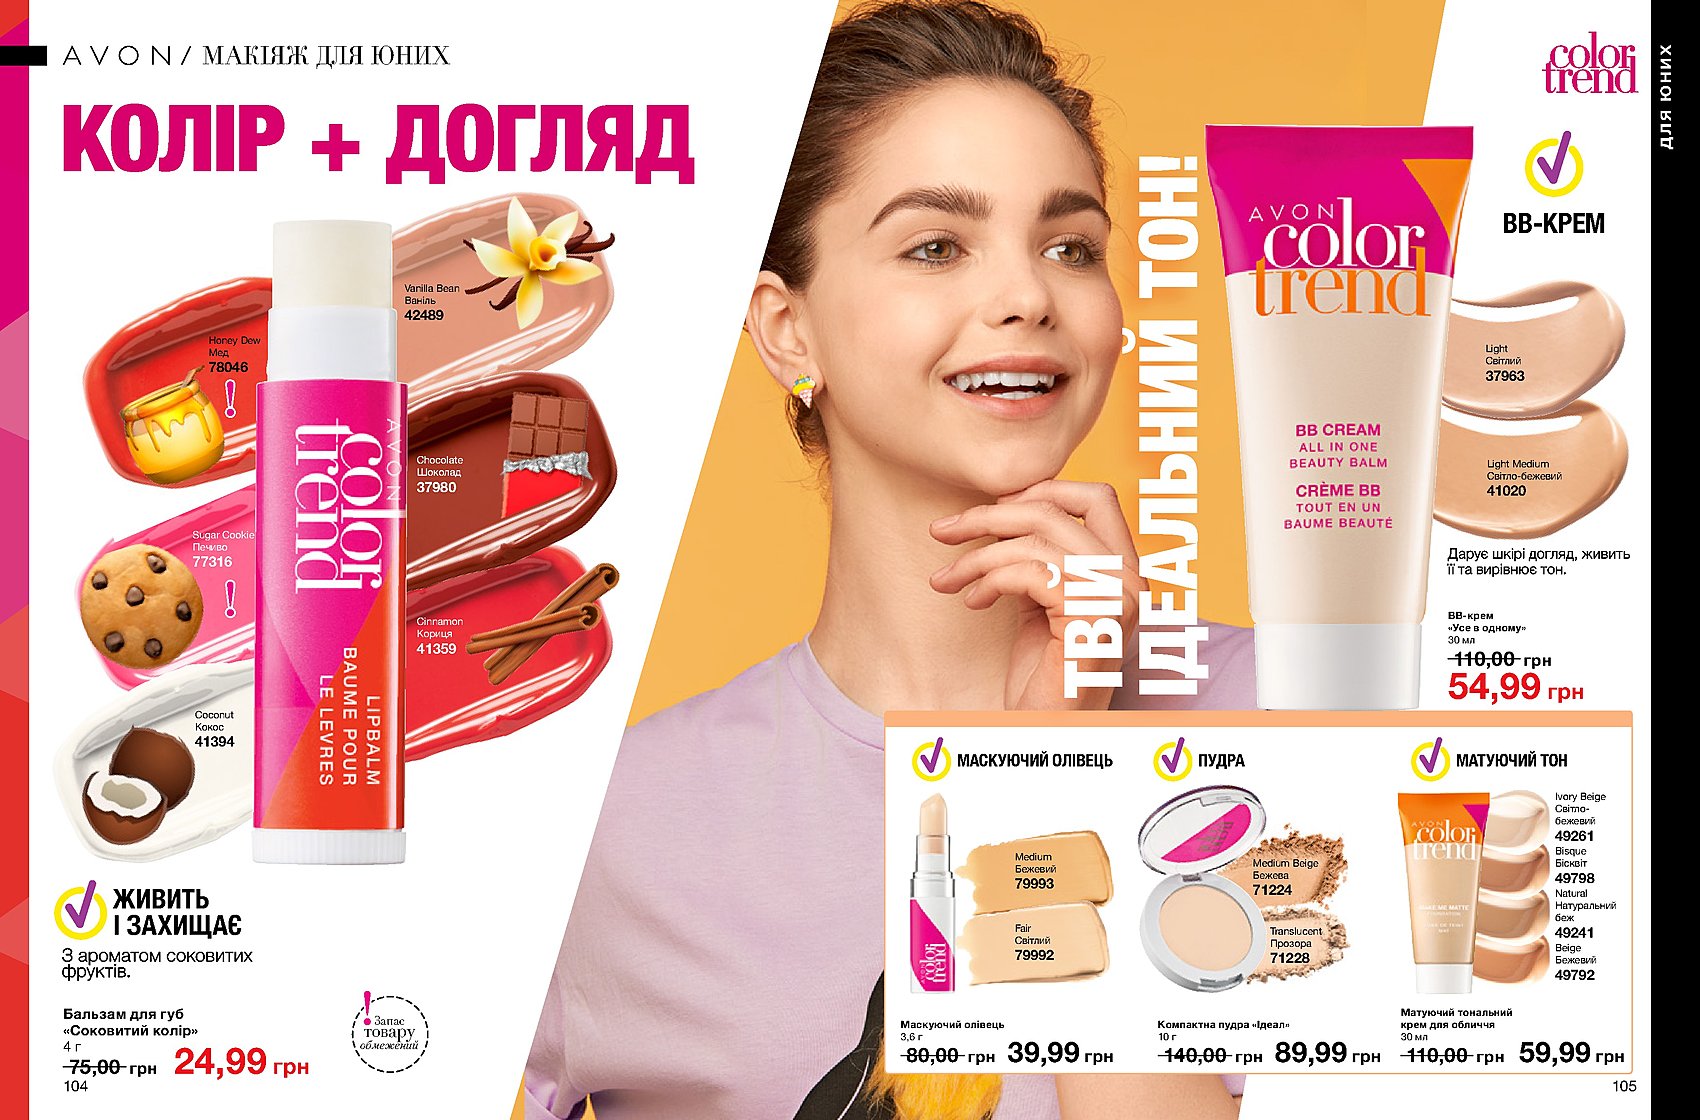 AVON / МАКІЯЖ ДЛЯ ЮНИХ
КОЛІР + ДОГЛЯД
Vanilla Bean
Ваніль
42489
Honey Dew
Мед
78046
!
Chocolate
Шоколад
37980
Sugar Cookie
Печиво
77316
!
Cinnamon
Кориця
41359
Coconut
Кокос
41394
AVON
color
trend
LIPBALM
BAUME POUR
LE LEVRES
ЖИВИТЬ
І ЗАХИЩАЄ
З ароматом соковитих
фруктів.
Бальзам для губ
«Соковитий колір»
4 г
75,00 грн 24,99 грн
104
! Запас
товару
обмежений
color
trend
ДЛЯ ЮНИХ
ТВІЙ
ІДЕАЛЬНИЙ ТОН!
AVON
color
trend
BB CREAM
ALL IN ONE
BEAUTY BALM
CRÈME BB
TOUT EN UN
BAUME BEAUTÉ
ВВ-КРЕМ
Light
Світлий
37963
Light Medium
Світло-бежевий
41020
Дарує шкірі догляд, живить
її та вирівнює тон.
ВВ-крем
«Усе в одному»
30 мл
110,00 грн
54,99 грн
МАСКУЮЧИЙ ОЛІВЕЦЬ
Medium
Бежевий
79993
Fair
Світлий
79992
AVON
color
trend
Маскуючий олівець
3,6 г
80,00 грн 39,99 грн
ПУДРА
Medium Beige
Бежева
71224
Translucent
Прозора
71228
Компактна пудра «Ідеал»
10 г
140,00 грн 89,99 грн
МАТУЮЧИЙ ТОН
AVON
color
trend
MAKE ME MATTE
Ivory Beige
Світло-
бежевий
49261
Bisque
Бісквіт
49798
Natural
Натуральний
беж
49241
Beige
Бежевий
49792
Матуючий тональний
крем для обличчя
30 мл
110,00 грн 59,99 грн
105